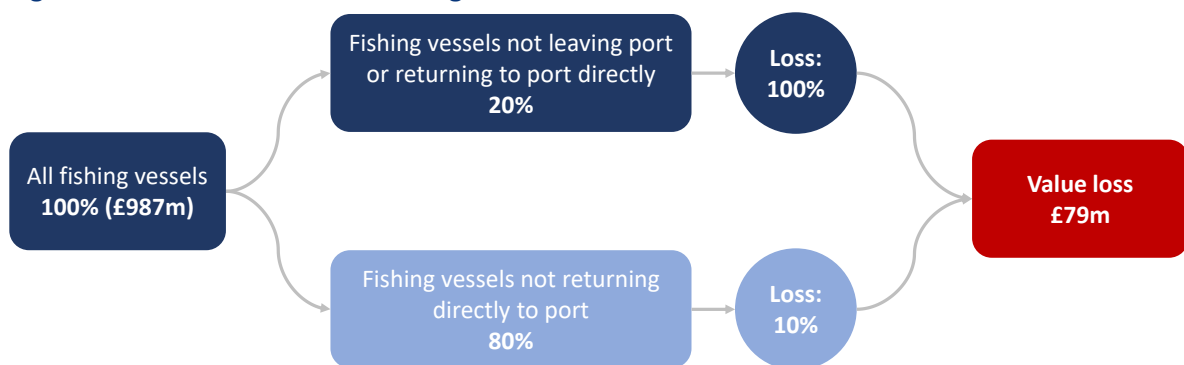 Fishing vessels not leaving port
or returning to port directly
20%
Loss:
100%
All fishing vessels
100% (£987m)
Value loss
£79m
Fishing vessels not returning
directly to port
80%
Loss:
10%